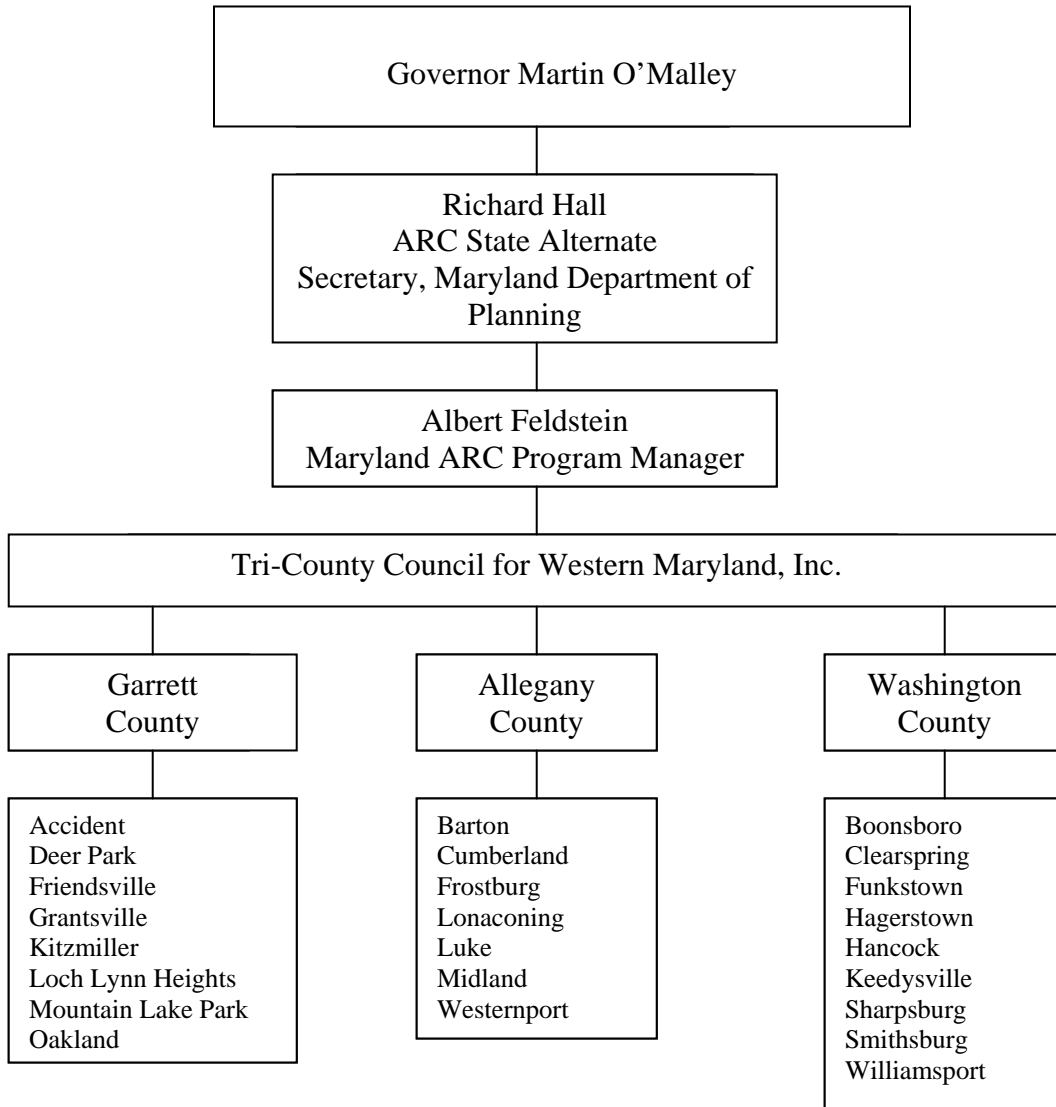 Governor Martin O’Malley
Richard Hall
ARC State Alternate
Secretary, Maryland Department of
Planning
Albert Feldstein
Maryland ARC Program Manager
Tri-County Council for Western Maryland, Inc.
Garrett
County
Allegany
County
Washington
County
Accident
Deer Park
Friendsville
Grantsville
Kitzmiller
Loch Lynn Heights
Mountain Lake Park
Oakland
Barton
Cumberland
Frostburg
Lonaconing
Luke
Midland
Westernport
Boonsboro
Clearspring
Funkstown
Hagerstown
Hancock
Keedysville
Sharpsburg
Smithsburg
Williamsport